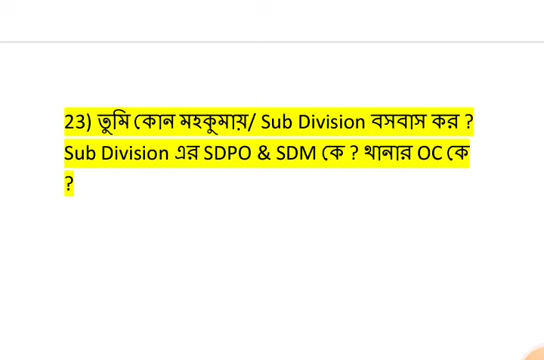 23) তুমি কোন মহকুমায়/ Sub Division বসবাস কর ?
Sub Division এর SDPO & SDM কে ? থানার OC কে
?